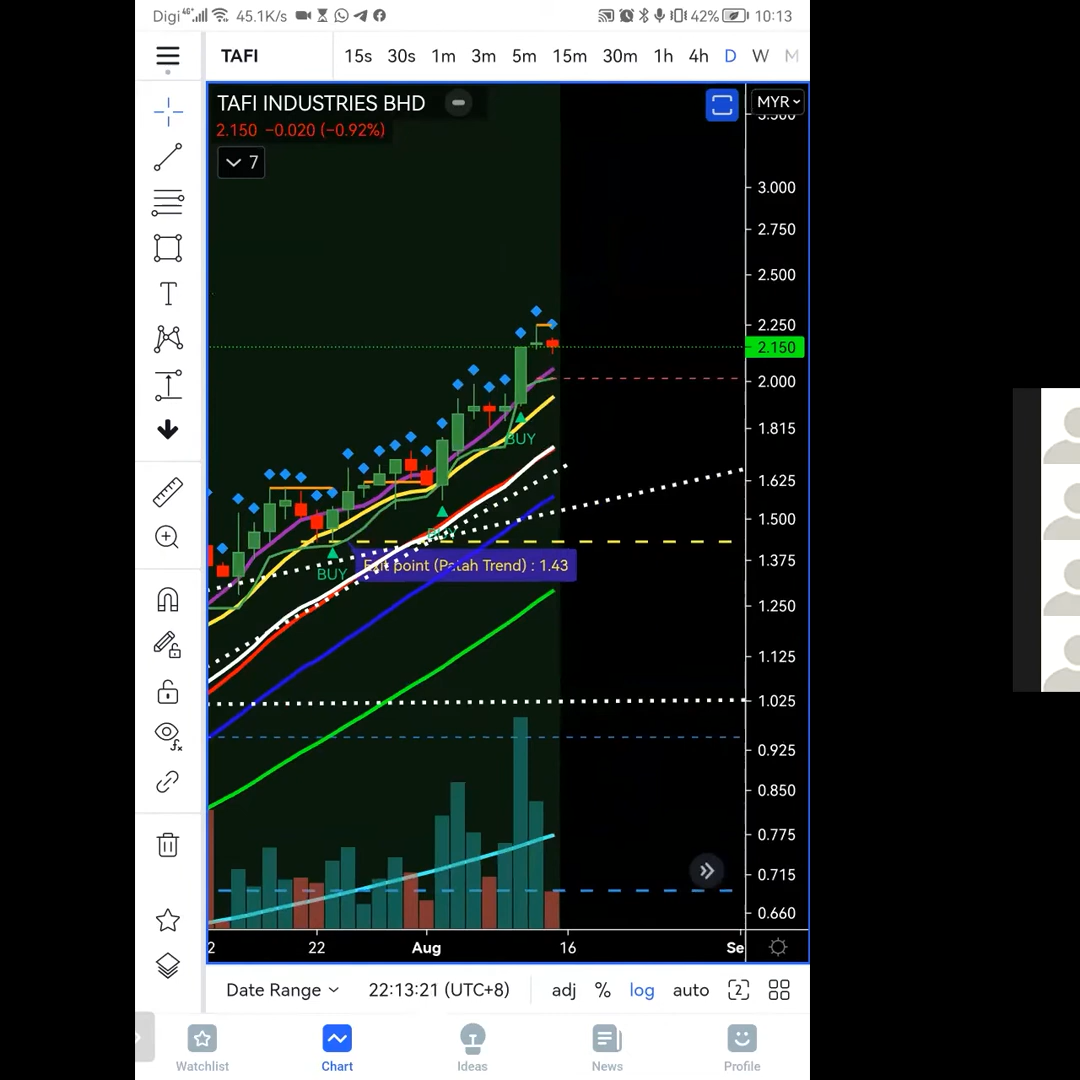 Digi 4G 45.1K/s 42% 10:13
TAFI 15s 30s 1m 3m 5m 15m 30m 1h 4h D W M
TAFI INDUSTRIES BHD
MYR
2.150 −0.020 (−0.92%)
7
3.000
2.750
2.500
2.250
2.150
2.000
1.815
BUY
1.625
1.500
BUY
Exit point (Patah Trend) : 1.43
1.375
1.250
1.125
1.025
0.925
0.850
0.775
0.715
0.660
2 22 Aug 16 Se
Date Range 22:13:21 (UTC+8) adj % log auto 2
Watchlist Chart Ideas News Profile